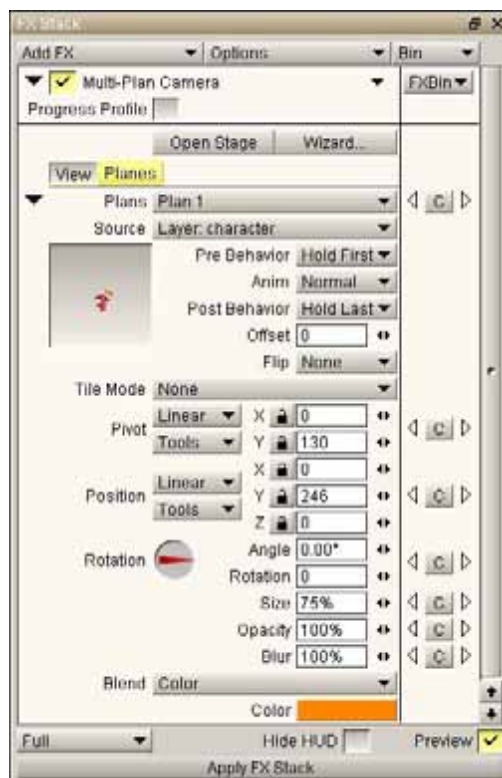 FX Stack
Add FX Options Bin
Multi-Plan Camera FXBin
Progress Profile
Open Stage Wizard...
View Planes
Plans Plan 1 C
Source Layer: character
Pre Behavior Hold First
Anim Normal
Post Behavior Hold Last
Offset 0
Flip None
Tile Mode None
Pivot Linear X 0 C
Tools Y 130
Position Linear X 0 C
Tools Y 246
Z 0
Rotation Angle 0.00° C
Rotation 0
Size 75% C
Opacity 100% C
Blur 100% C
Blend Color
Color
Full Hide HUD Preview
Apply FX Stack